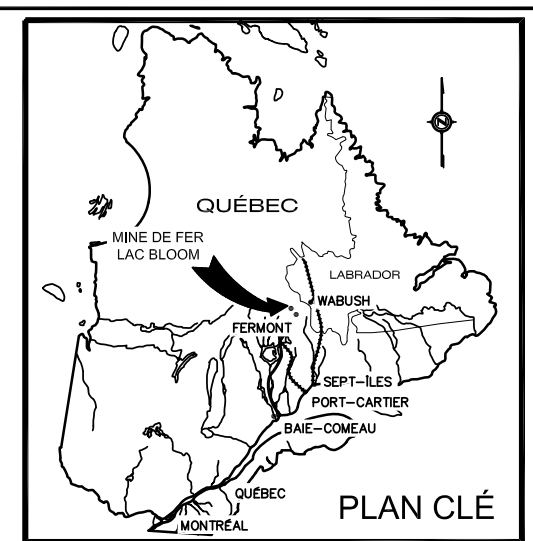 N
QUÉBEC
MINE DE FER
LAC BLOOM
LABRADOR
WABUSH
FERMONT
SEPT-ÎLES
PORT-CARTIER
BAIE-COMEAU
QUÉBEC
PLAN CLÉ
MONTRÉAL